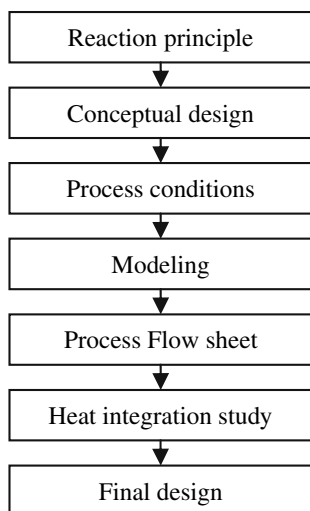 Reaction principle
Conceptual design
Process conditions
Modeling
Process Flow sheet
Heat integration study
Final design